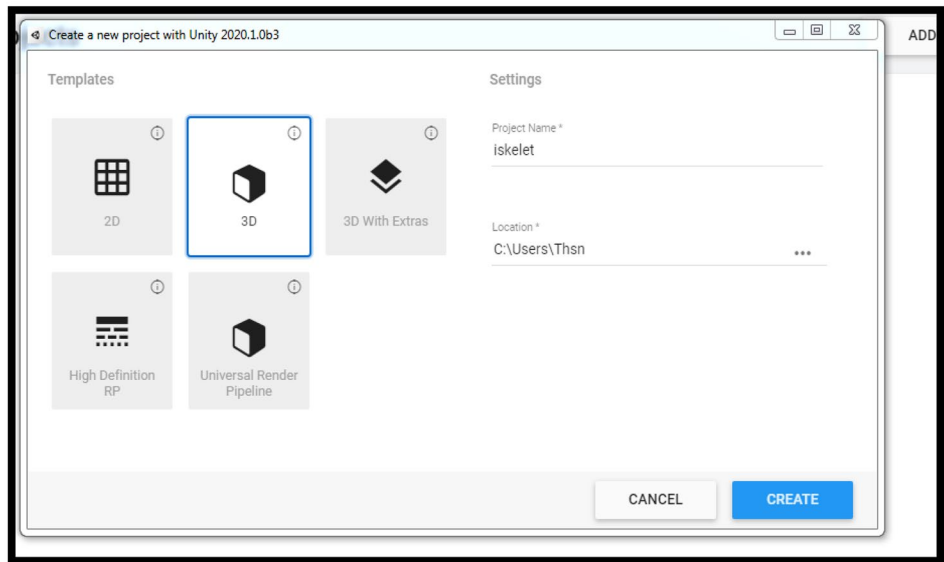 Create a new project with Unity 2020.1.0b3
ADD
Templates
2D
3D
3D With Extras
High Definition
RP
Universal Render
Pipeline
Settings
Project Name *
iskelet
Location *
C:\Users\Thsn
...
CANCEL
CREATE